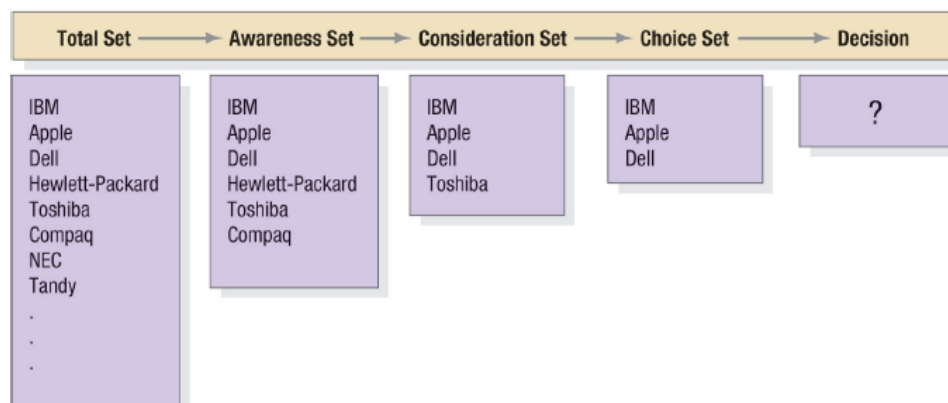 Total Set Awareness Set Consideration Set Choice Set Decision
IBM
Apple
Dell
Hewlett-Packard
Toshiba
Compaq
NEC
Tandy
.
.
.
IBM
Apple
Dell
Hewlett-Packard
Toshiba
Compaq
IBM
Apple
Dell
Toshiba
IBM
Apple
Dell
?